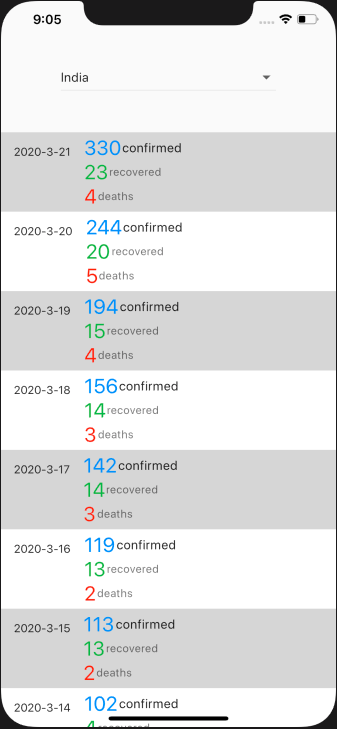 9:05
India
2020-3-21 330 confirmed
23 recovered
4 deaths
2020-3-20 244 confirmed
20 recovered
5 deaths
2020-3-19 194 confirmed
15 recovered
4 deaths
2020-3-18 156 confirmed
14 recovered
3 deaths
2020-3-17 142 confirmed
14 recovered
3 deaths
2020-3-16 119 confirmed
13 recovered
2 deaths
2020-3-15 113 confirmed
13 recovered
2 deaths
2020-3-14 102 confirmed
4 recovered